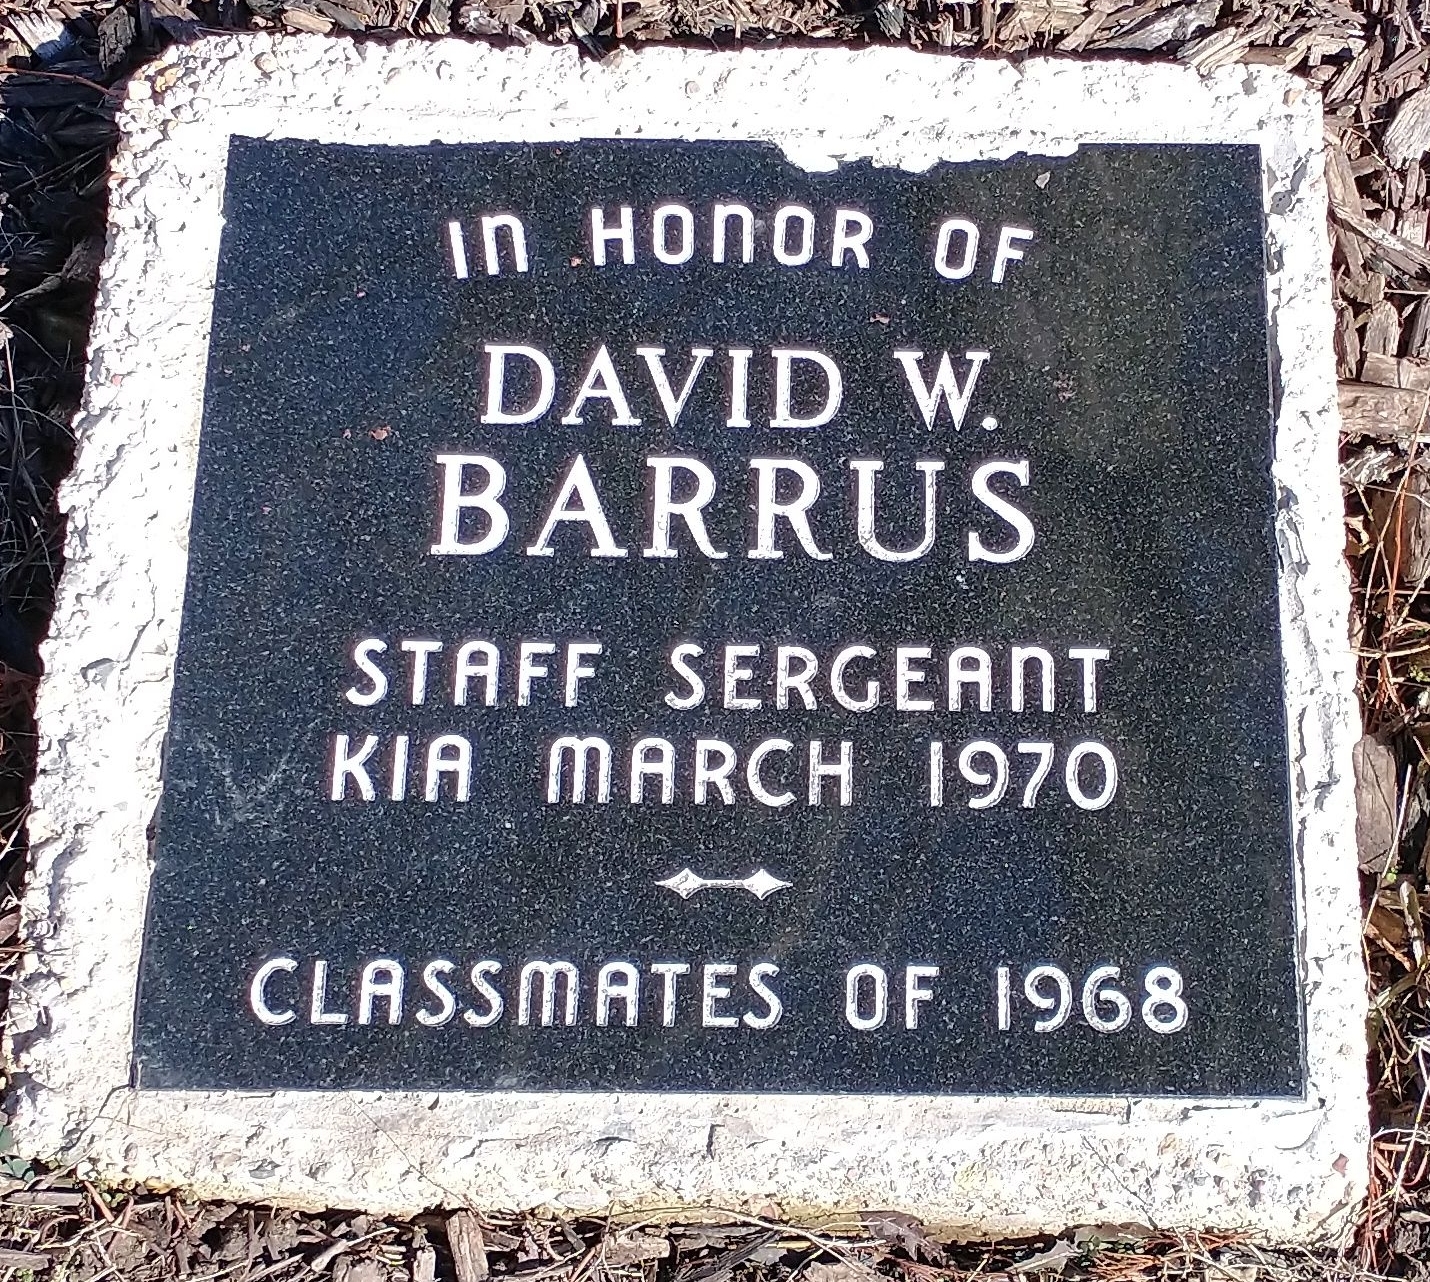 IN HONOR OF
DAVID W.
BARRUS
STAFF SERGEANT
KIA MARCH 1970
CLASSMATES OF 1968